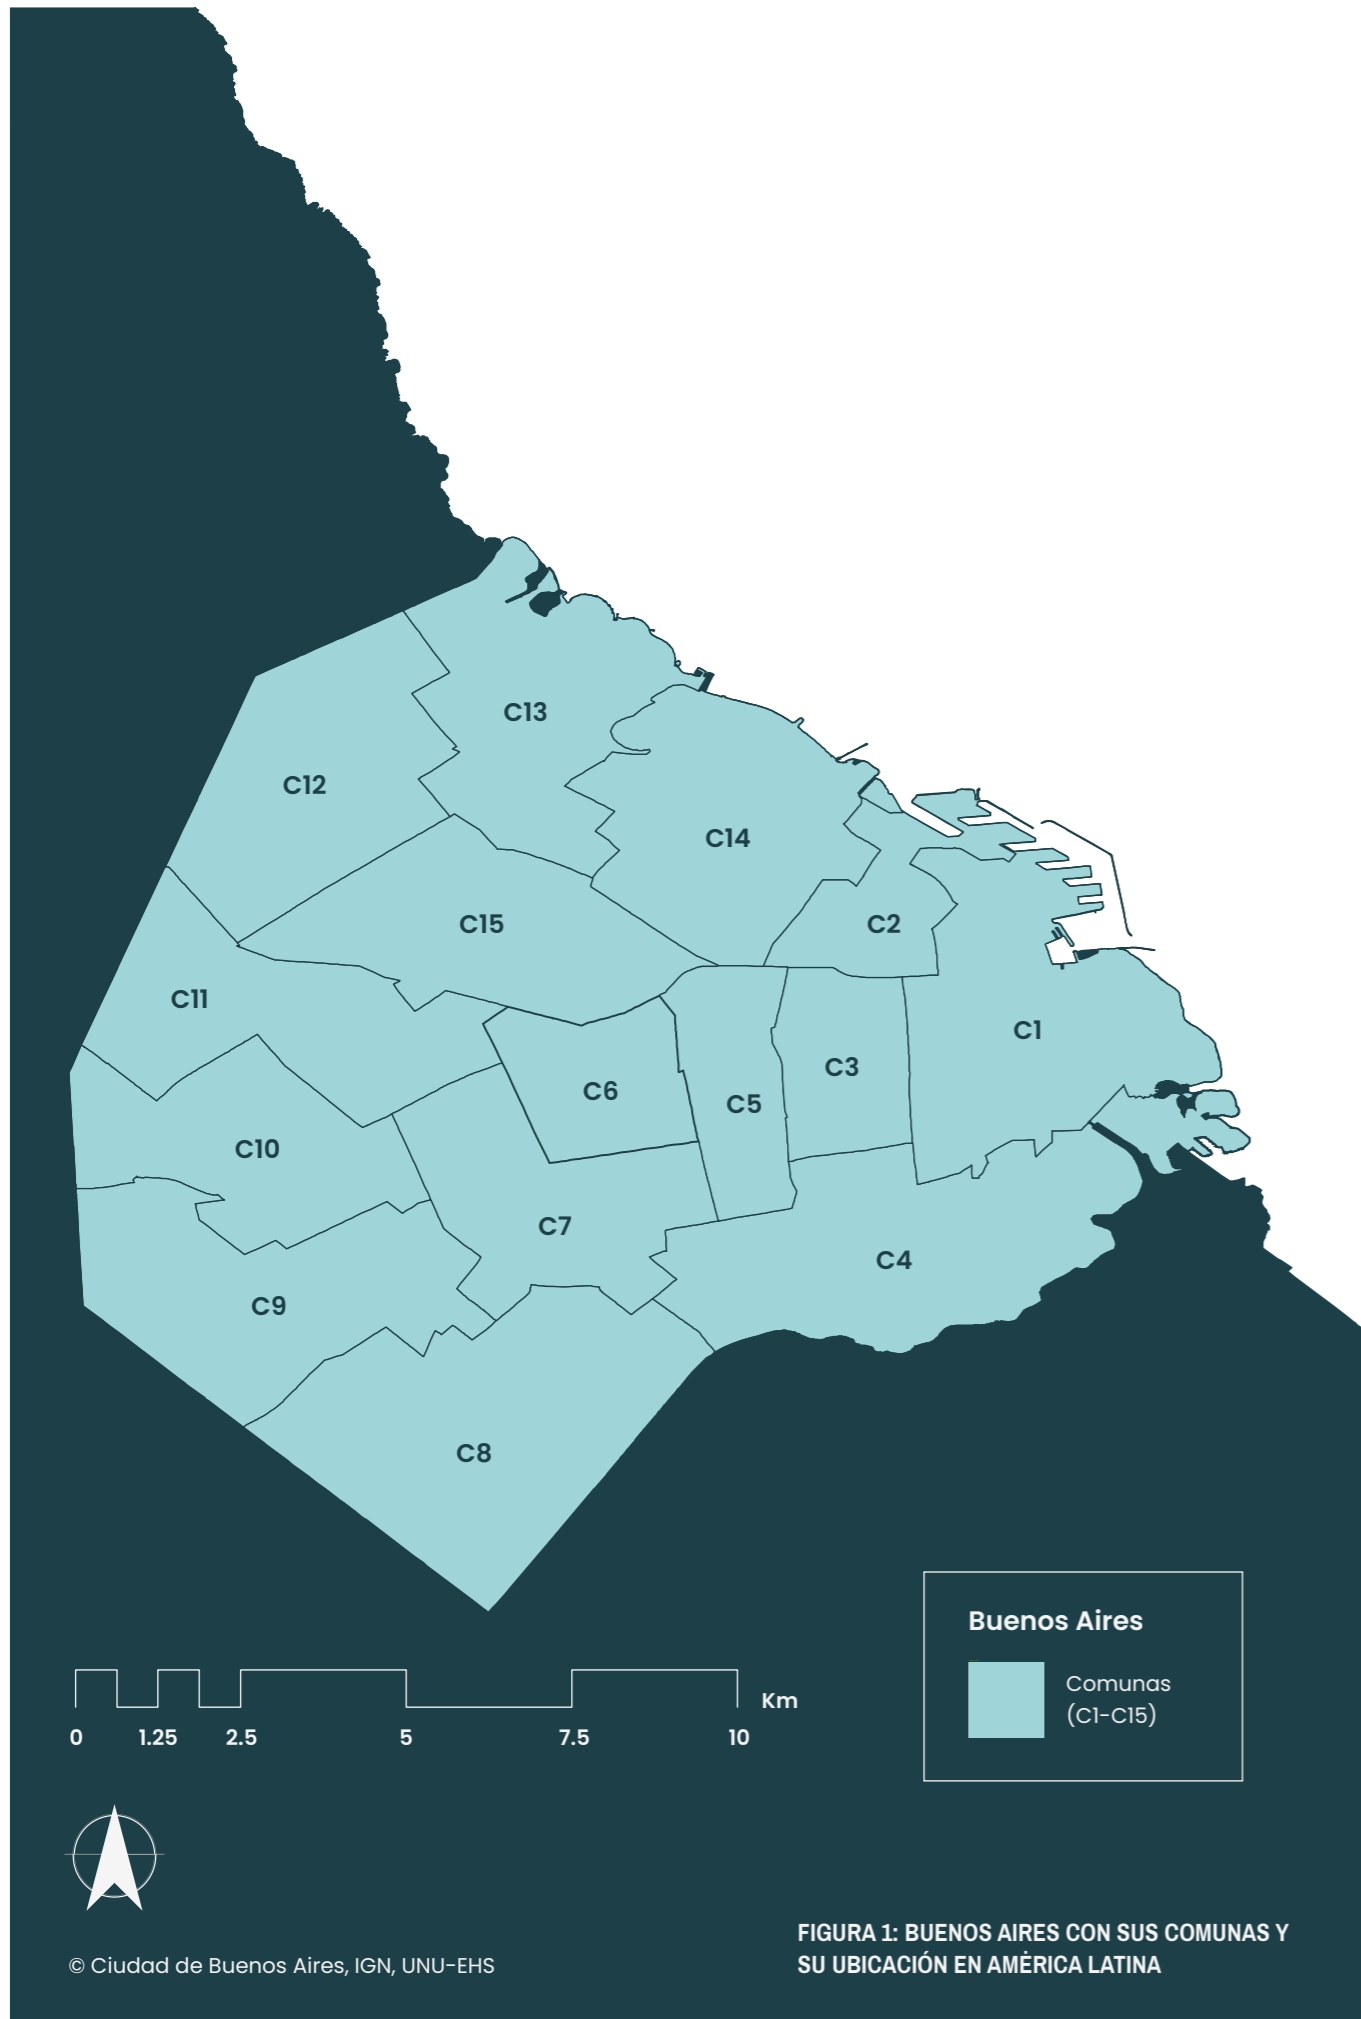 C13
C12
C14
C15
C2
C11
C1
C3
C6
C5
C10
C7
C4
C9
C8
Buenos Aires
Comunas
(C1-C15)
Km
0 1.25 2.5 5 7.5 10
FIGURA 1: BUENOS AIRES CON SUS COMUNAS Y
SU UBICACIÓN EN AMÉRICA LATINA
© Ciudad de Buenos Aires, IGN, UNU-EHS